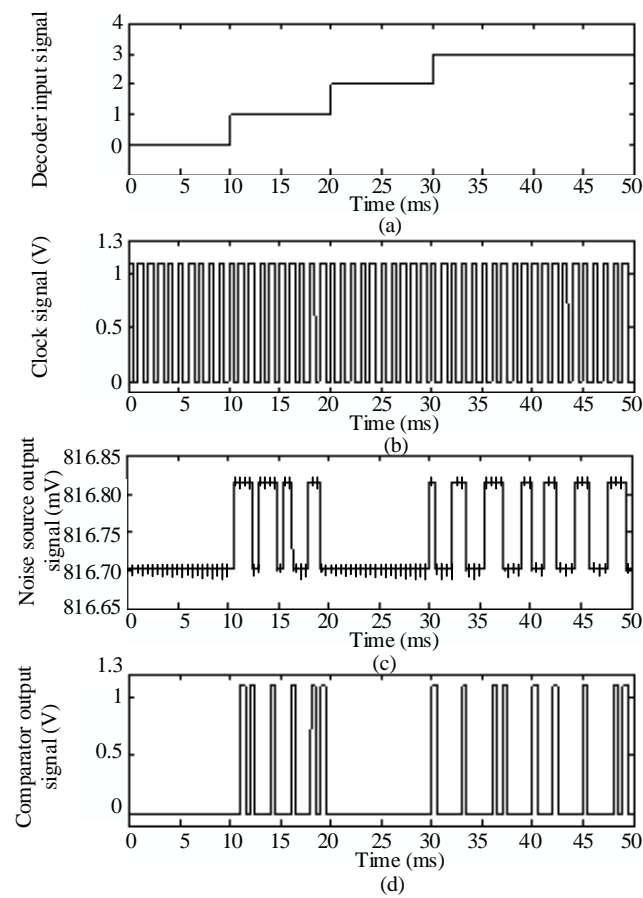 Decoder input signal
4
3
2
1
0
0 5 10 15 20 25 30 35 40 45 50
Time (ms)
(a)
Clock signal (V)
1.3
1
0.5
0
0 5 10 15 20 25 30 35 40 45 50
Time (ms)
(b)
Noise source output
signal (mV)
816.85
816.80
816.75
816.70
816.65
0 5 10 15 20 25 30 35 40 45 50
Time (ms)
(c)
Comparator output
signal (V)
1.3
1
0.5
0
0 5 10 15 20 25 30 35 40 45 50
Time (ms)
(d)